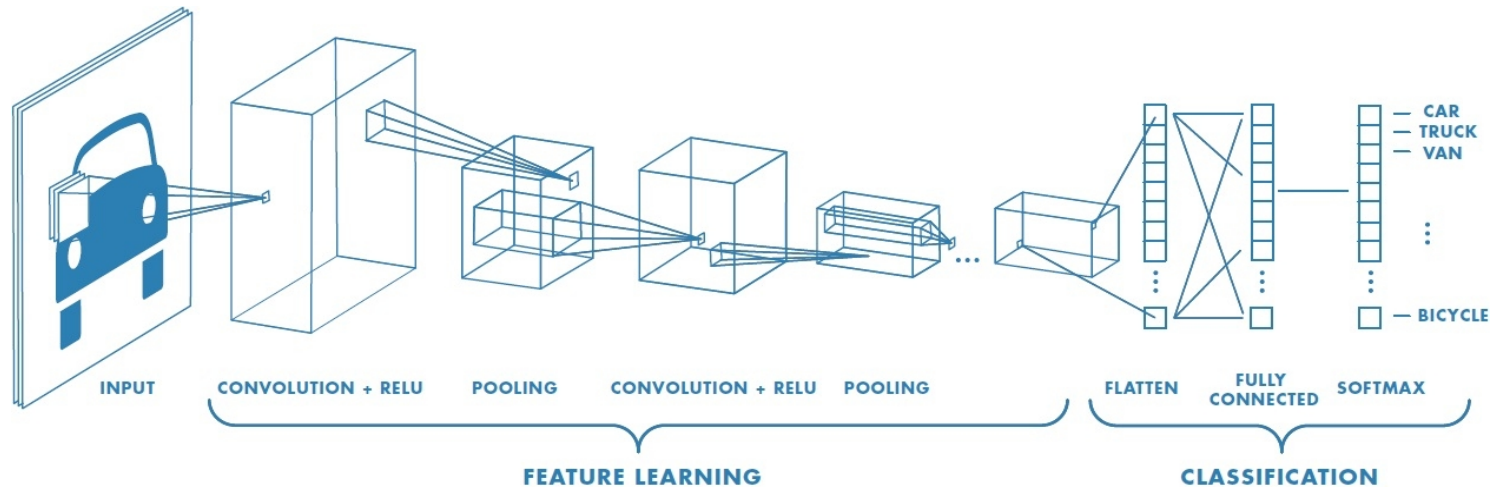 CAR
TRUCK
VAN
BICYCLE
INPUT
CONVOLUTION + RELU
POOLING
CONVOLUTION + RELU
POOLING
FLATTEN
FULLY
CONNECTED
SOFTMAX
FEATURE LEARNING
CLASSIFICATION